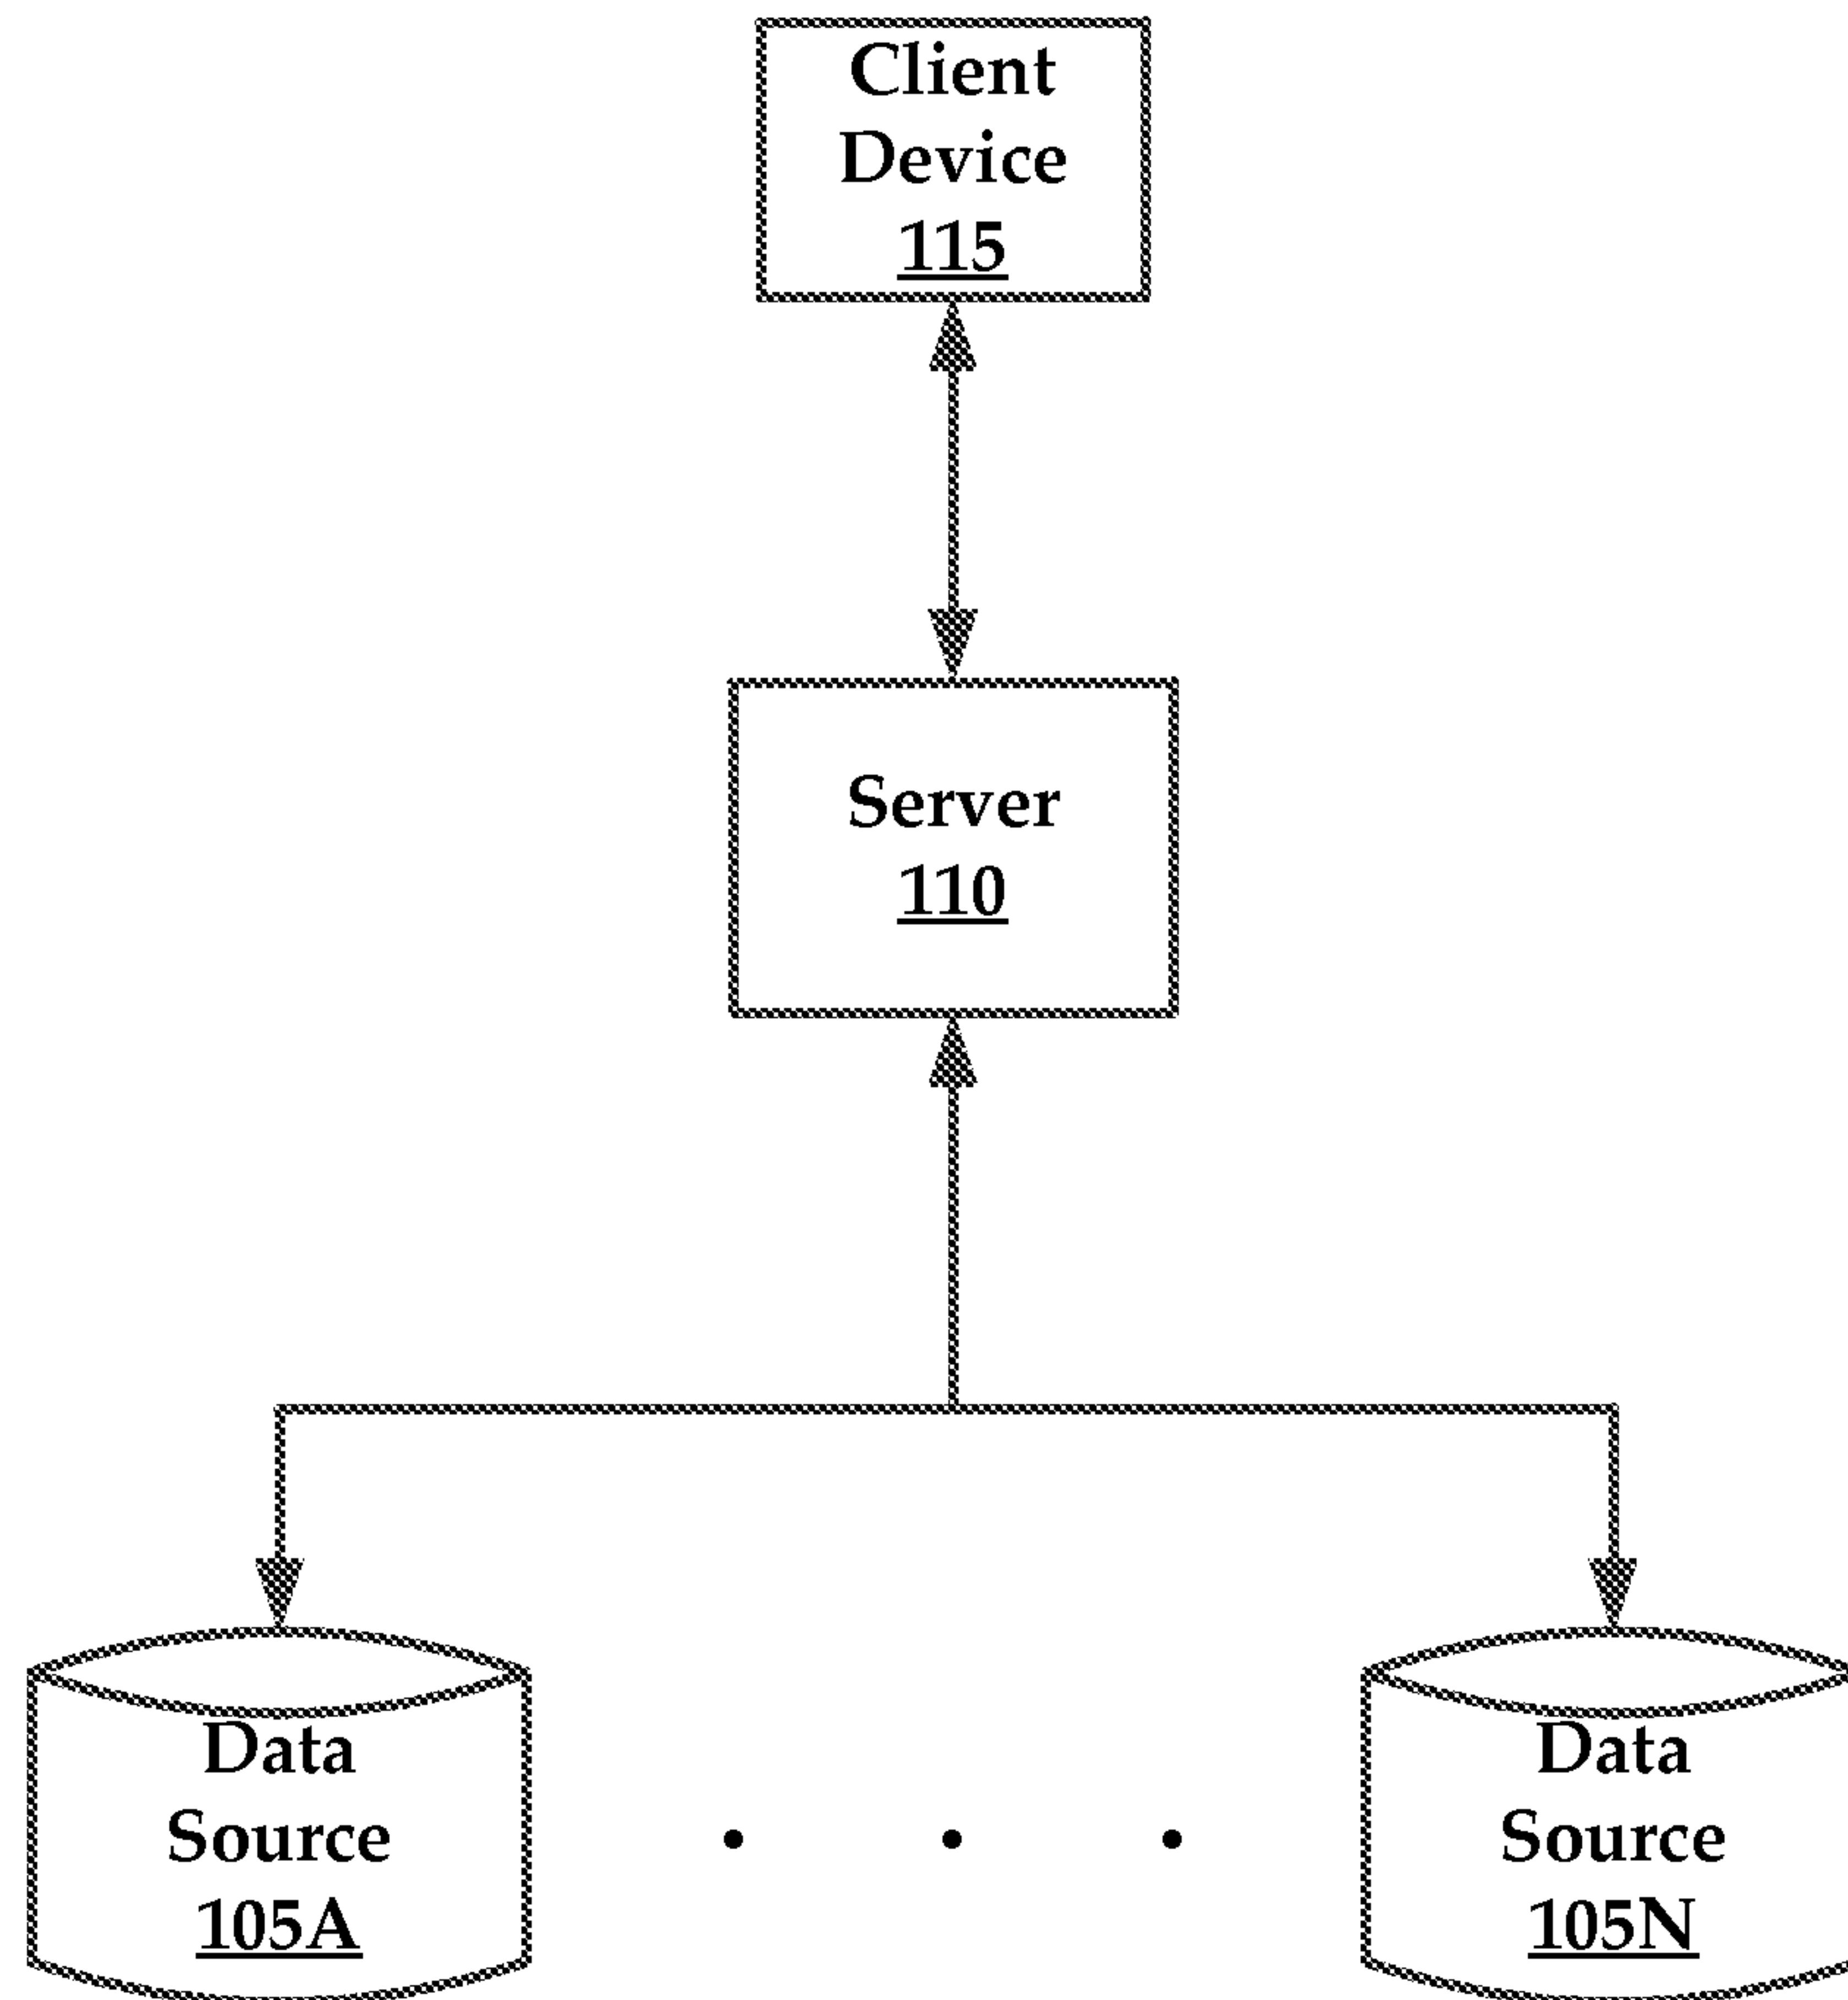 Client
Device
115
Server
110
Data
Source
105A
Data
Source
105N